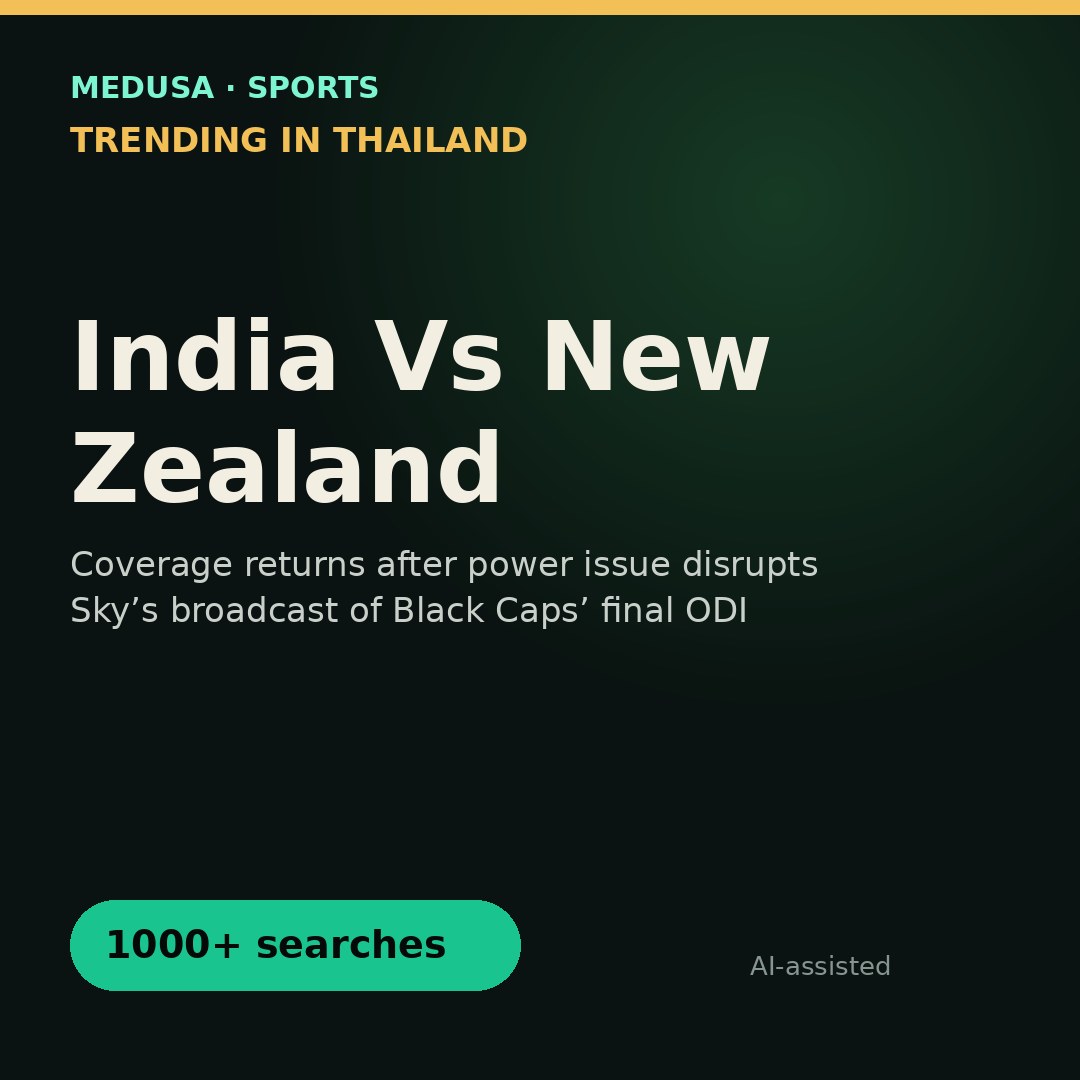 MEDUSA · SPORTS
TRENDING IN THAILAND
India Vs New
Zealand
Coverage returns after power issue disrupts
Sky’s broadcast of Black Caps’ final ODI
1000+ searches
AI-assisted